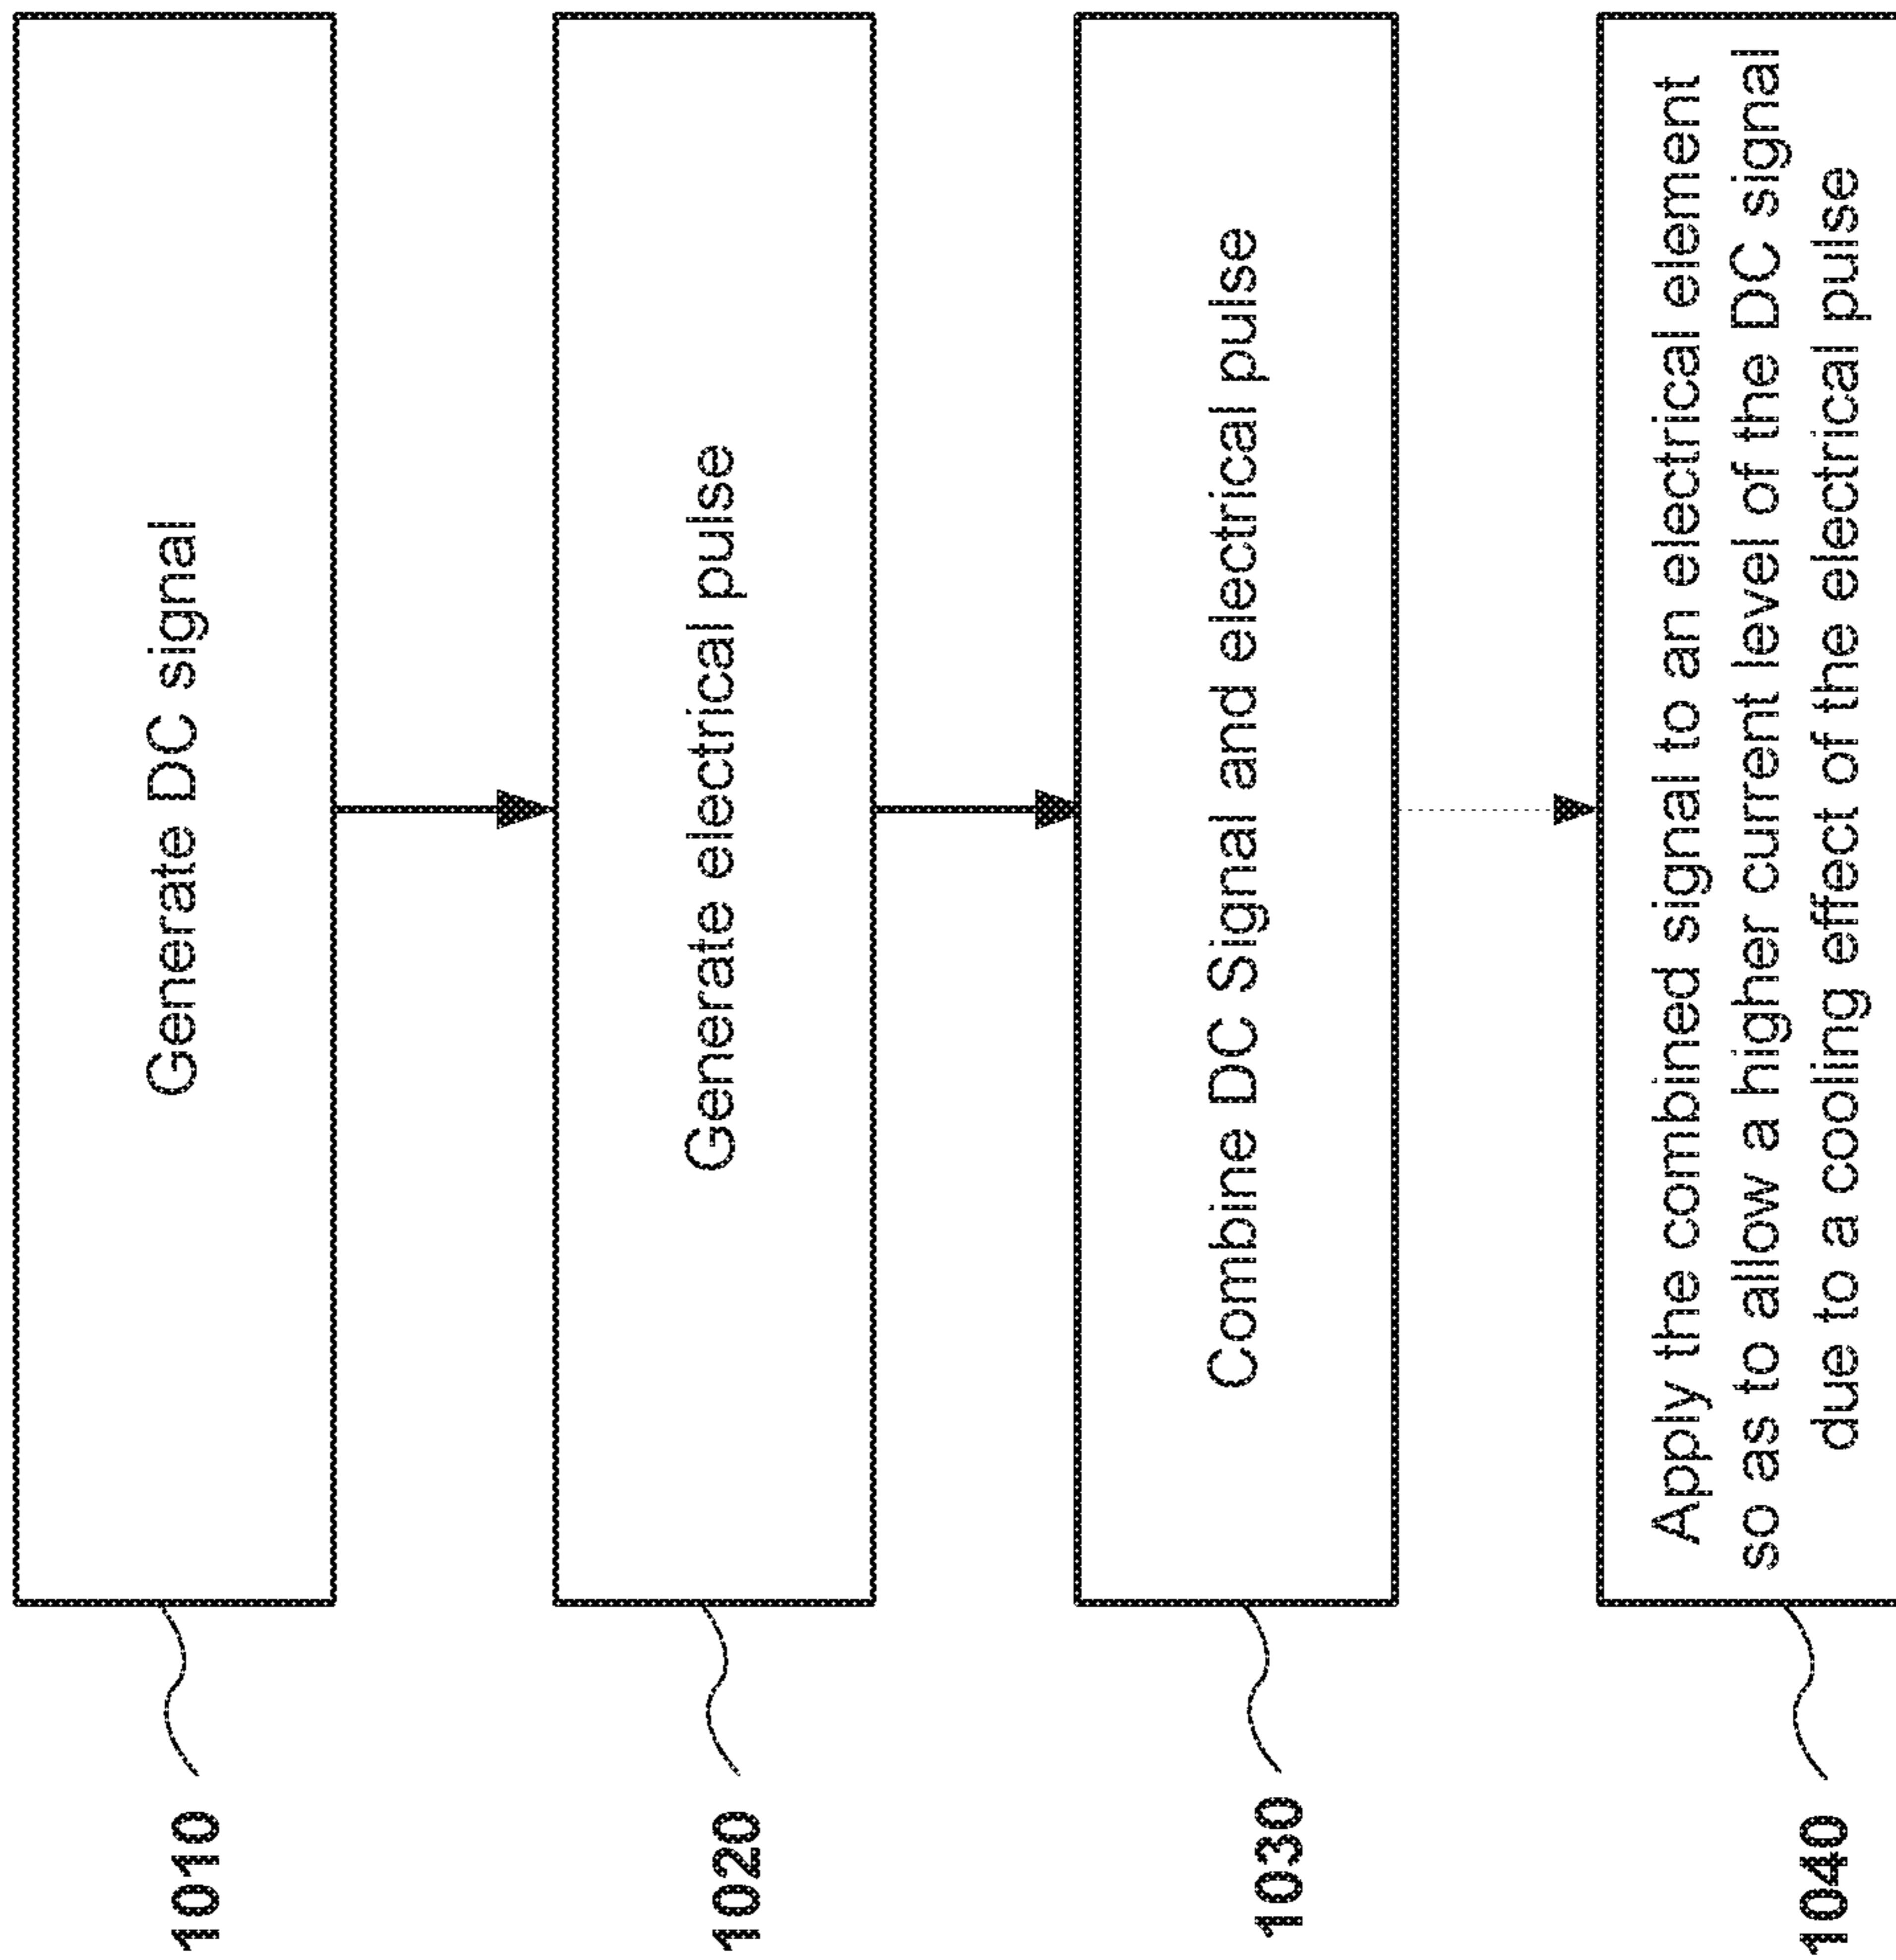 1010
Generate DC signal
1020
Generate electrical pulse
1030
Combine DC Signal and electrical pulse
1040
Apply the combined signal to an electrical element
so as to allow a higher current level of the DC signal
due to a cooling effect of the electrical pulse